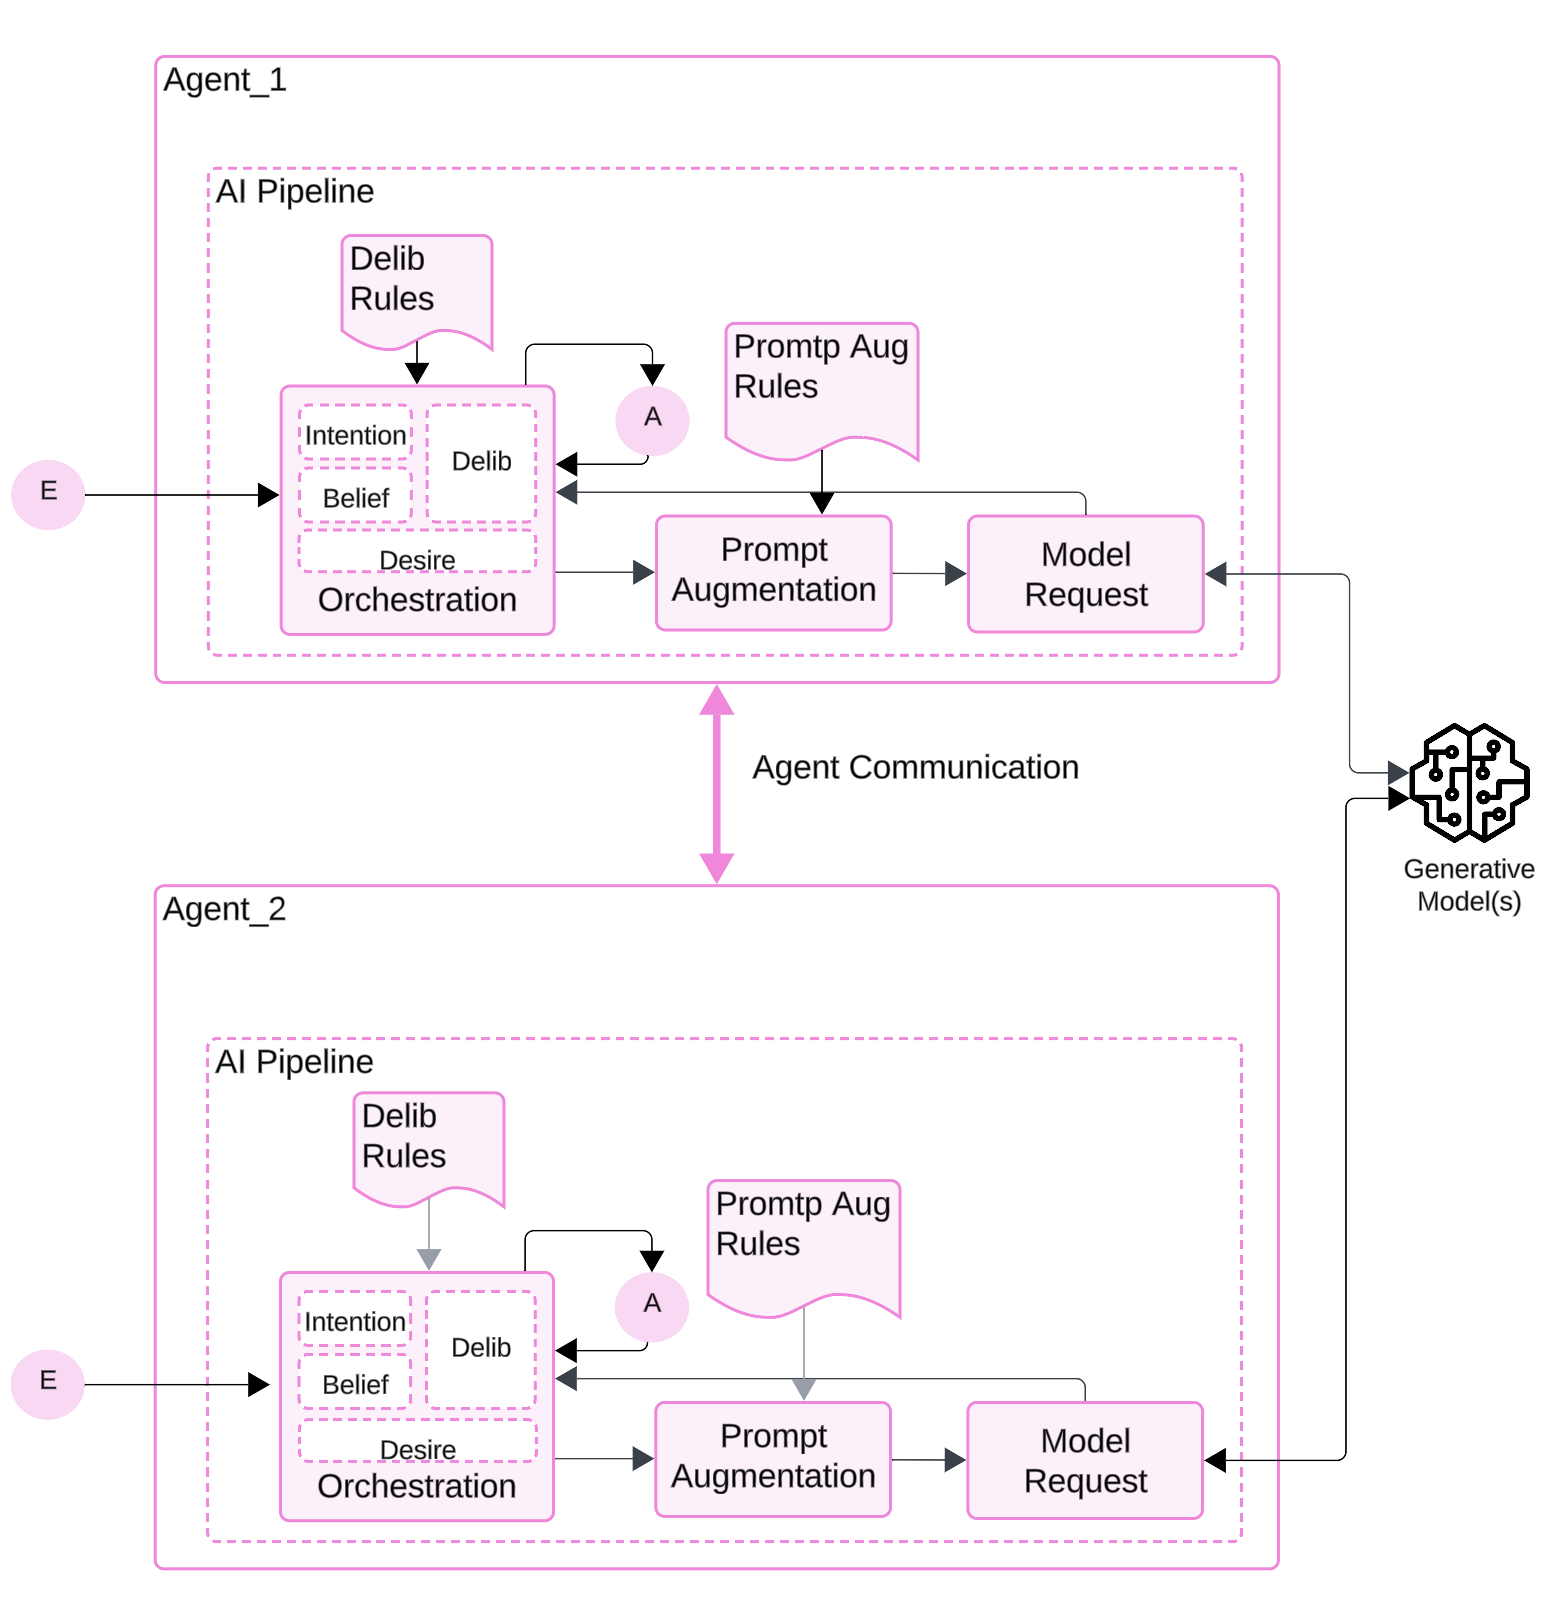 Agent_1
AI Pipeline
Delib
Rules
Promtp Aug
Rules
A
Intention
Delib
E
Belief
Desire
Orchestration
Prompt
Augmentation
Model
Request
Agent Communication
Generative
Model(s)
Agent_2
AI Pipeline
Delib
Rules
Promtp Aug
Rules
A
Intention
Delib
E
Belief
Desire
Orchestration
Prompt
Augmentation
Model
Request